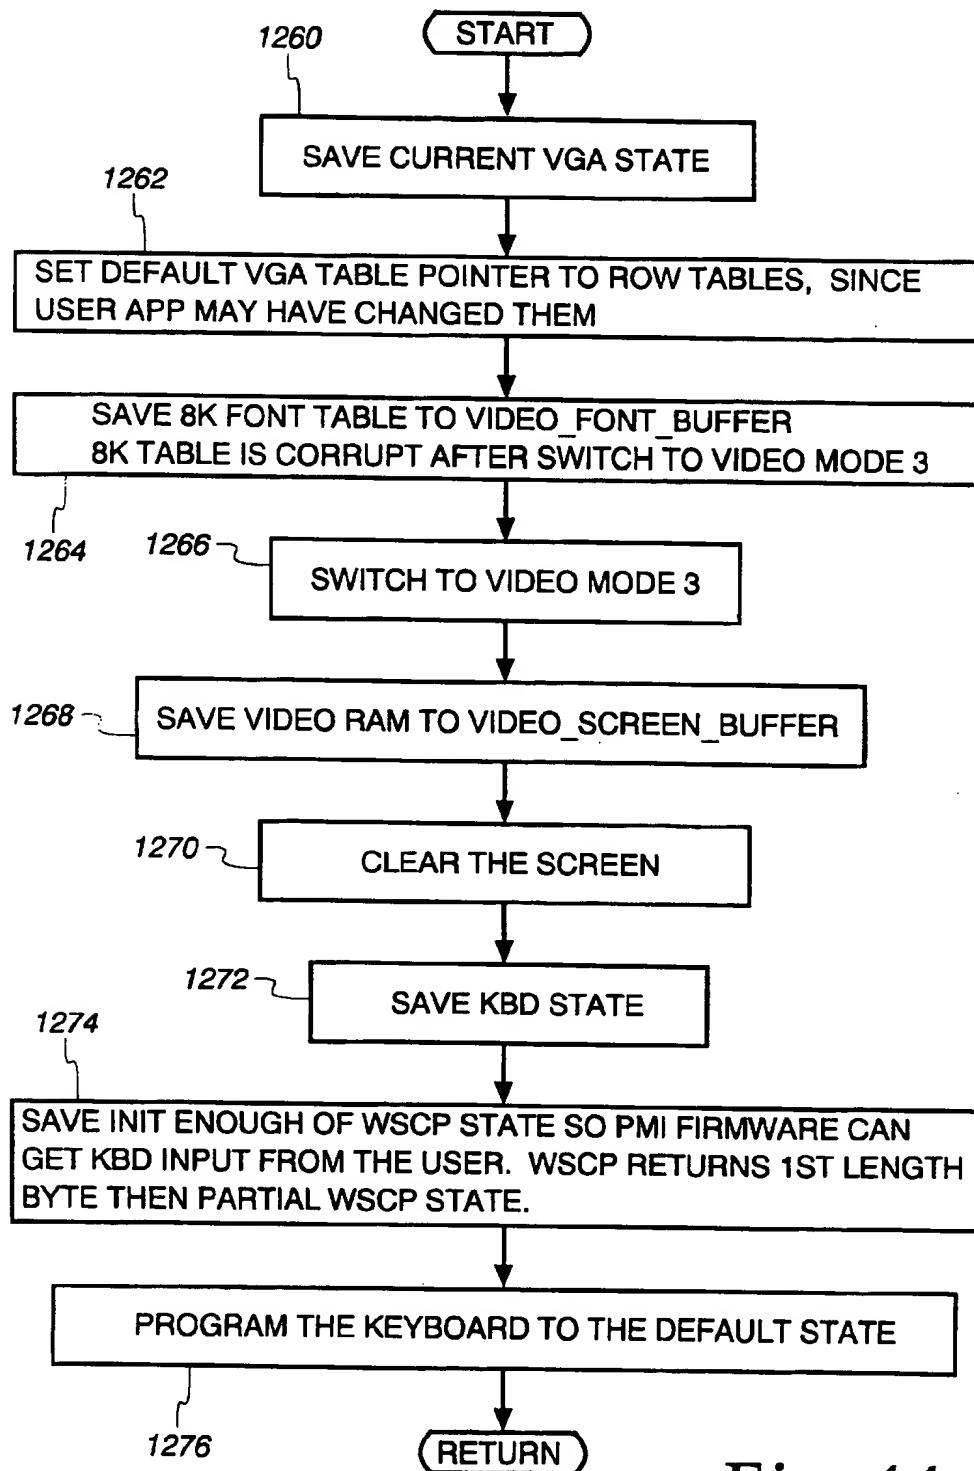 START
1260
SAVE CURRENT VGA STATE
1262
SET DEFAULT VGA TABLE POINTER TO ROW TABLES, SINCE
USER APP MAY HAVE CHANGED THEM
SAVE 8K FONT TABLE TO VIDEO_FONT_BUFFER
8K TABLE IS CORRUPT AFTER SWITCH TO VIDEO MODE 3
1264
1266
SWITCH TO VIDEO MODE 3
1268
SAVE VIDEO RAM TO VIDEO_SCREEN_BUFFER
1270
CLEAR THE SCREEN
1272
SAVE KBD STATE
1274
SAVE INIT ENOUGH OF WSCP STATE SO PMI FIRMWARE CAN
GET KBD INPUT FROM THE USER. WSCP RETURNS 1ST LENGTH
BYTE THEN PARTIAL WSCP STATE.
PROGRAM THE KEYBOARD TO THE DEFAULT STATE
1276
RETURN